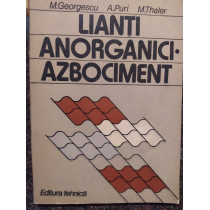 M.Georgescu A.Puri M.Thaler
LIANTI
ANORGANICI-
AZBOCIMENT
Editura tehnică